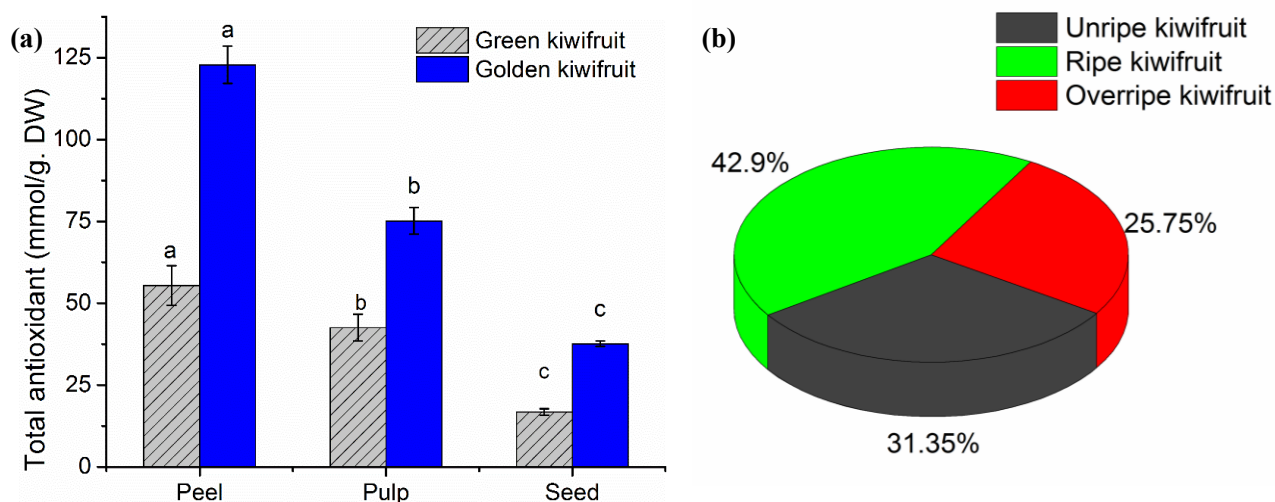 (a)
Total antioxidant (mmol/g. DW)
125
100
75
50
25
0
Green kiwifruit
Golden kiwifruit
a
a
b
b
c
c
Peel
Pulp
Seed
(b)
Unripe kiwifruit
Ripe kiwifruit
Overripe kiwifruit
42.9%
25.75%
31.35%